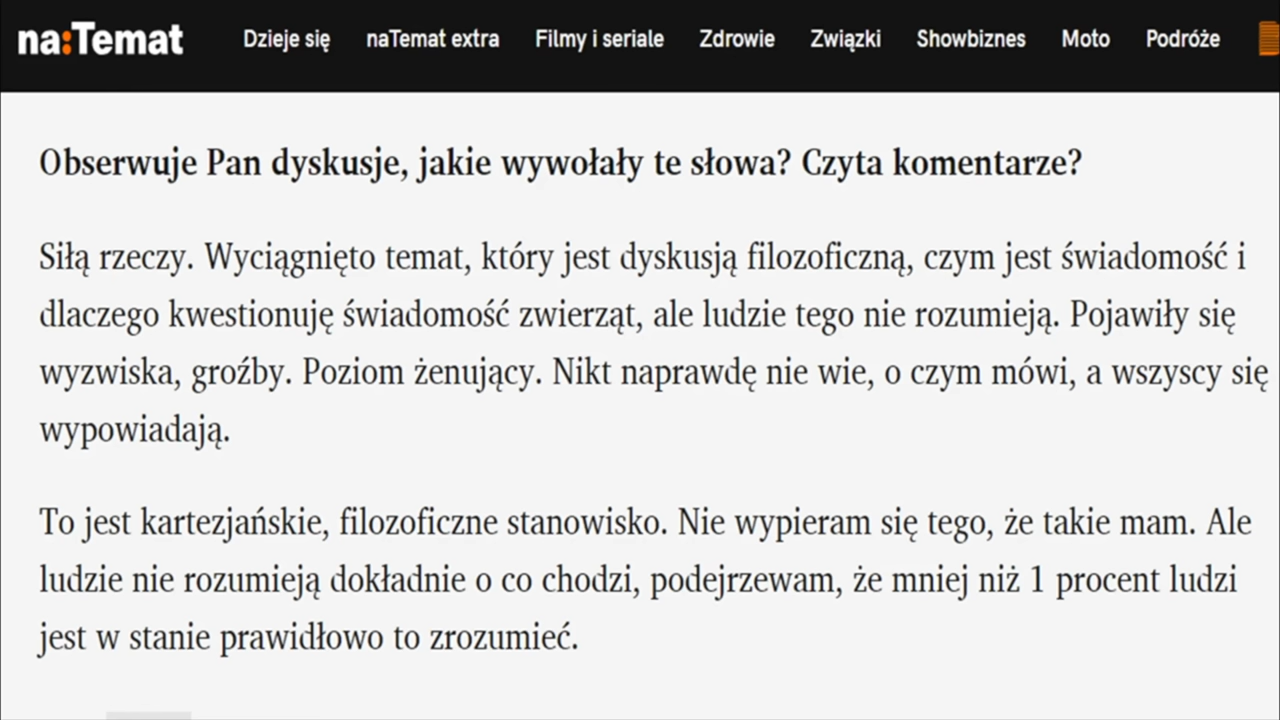 na:Temat Dzieje się naTemat extra Filmy i seriale Zdrowie Związki Showbiznes Moto Podróże
Obserwuje Pan dyskusje, jakie wywołały te słowa? Czyta komentarze?
Siłą rzeczy. Wyciągnięto temat, który jest dyskusją filozoficzną, czym jest świadomość i
dlaczego kwestionuję świadomość zwierząt, ale ludzie tego nie rozumieją. Pojawiły się
wyzwiska, groźby. Poziom żenujący. Nikt naprawdę nie wie, o czym mówi, a wszyscy się
wypowiadają.
To jest kartezjańskie, filozoficzne stanowisko. Nie wypieram się tego, że takie mam. Ale
ludzie nie rozumieją dokładnie o co chodzi, podejrzewam, że mniej niż 1 procent ludzi
jest w stanie prawidłowo to zrozumieć.